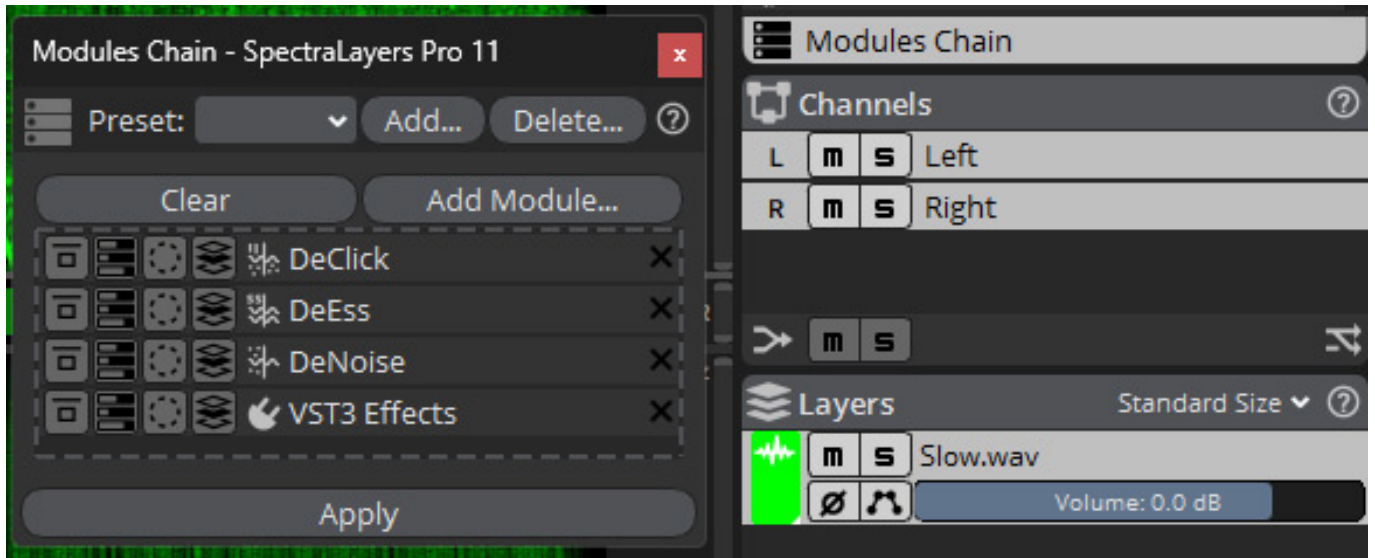 Modules Chain - SpectraLayers Pro 11
x
Preset:
Add...
Delete...
?
Clear
Add Module...
DeClick
DeEss
DeNoise
VST3 Effects
Apply
Modules Chain
Channels
?
L m s Left
R m s Right
m s
Layers
Standard Size
?
m s Slow.wav
Ø Volume: 0.0 dB